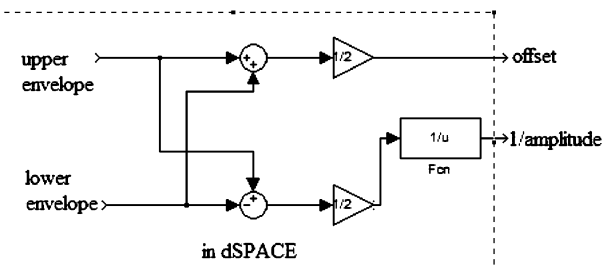 upper
envelope
+
+
1/2
offset
1/u
Fcn
1/amplitude
lower
envelope
+
−
1/2
in dSPACE